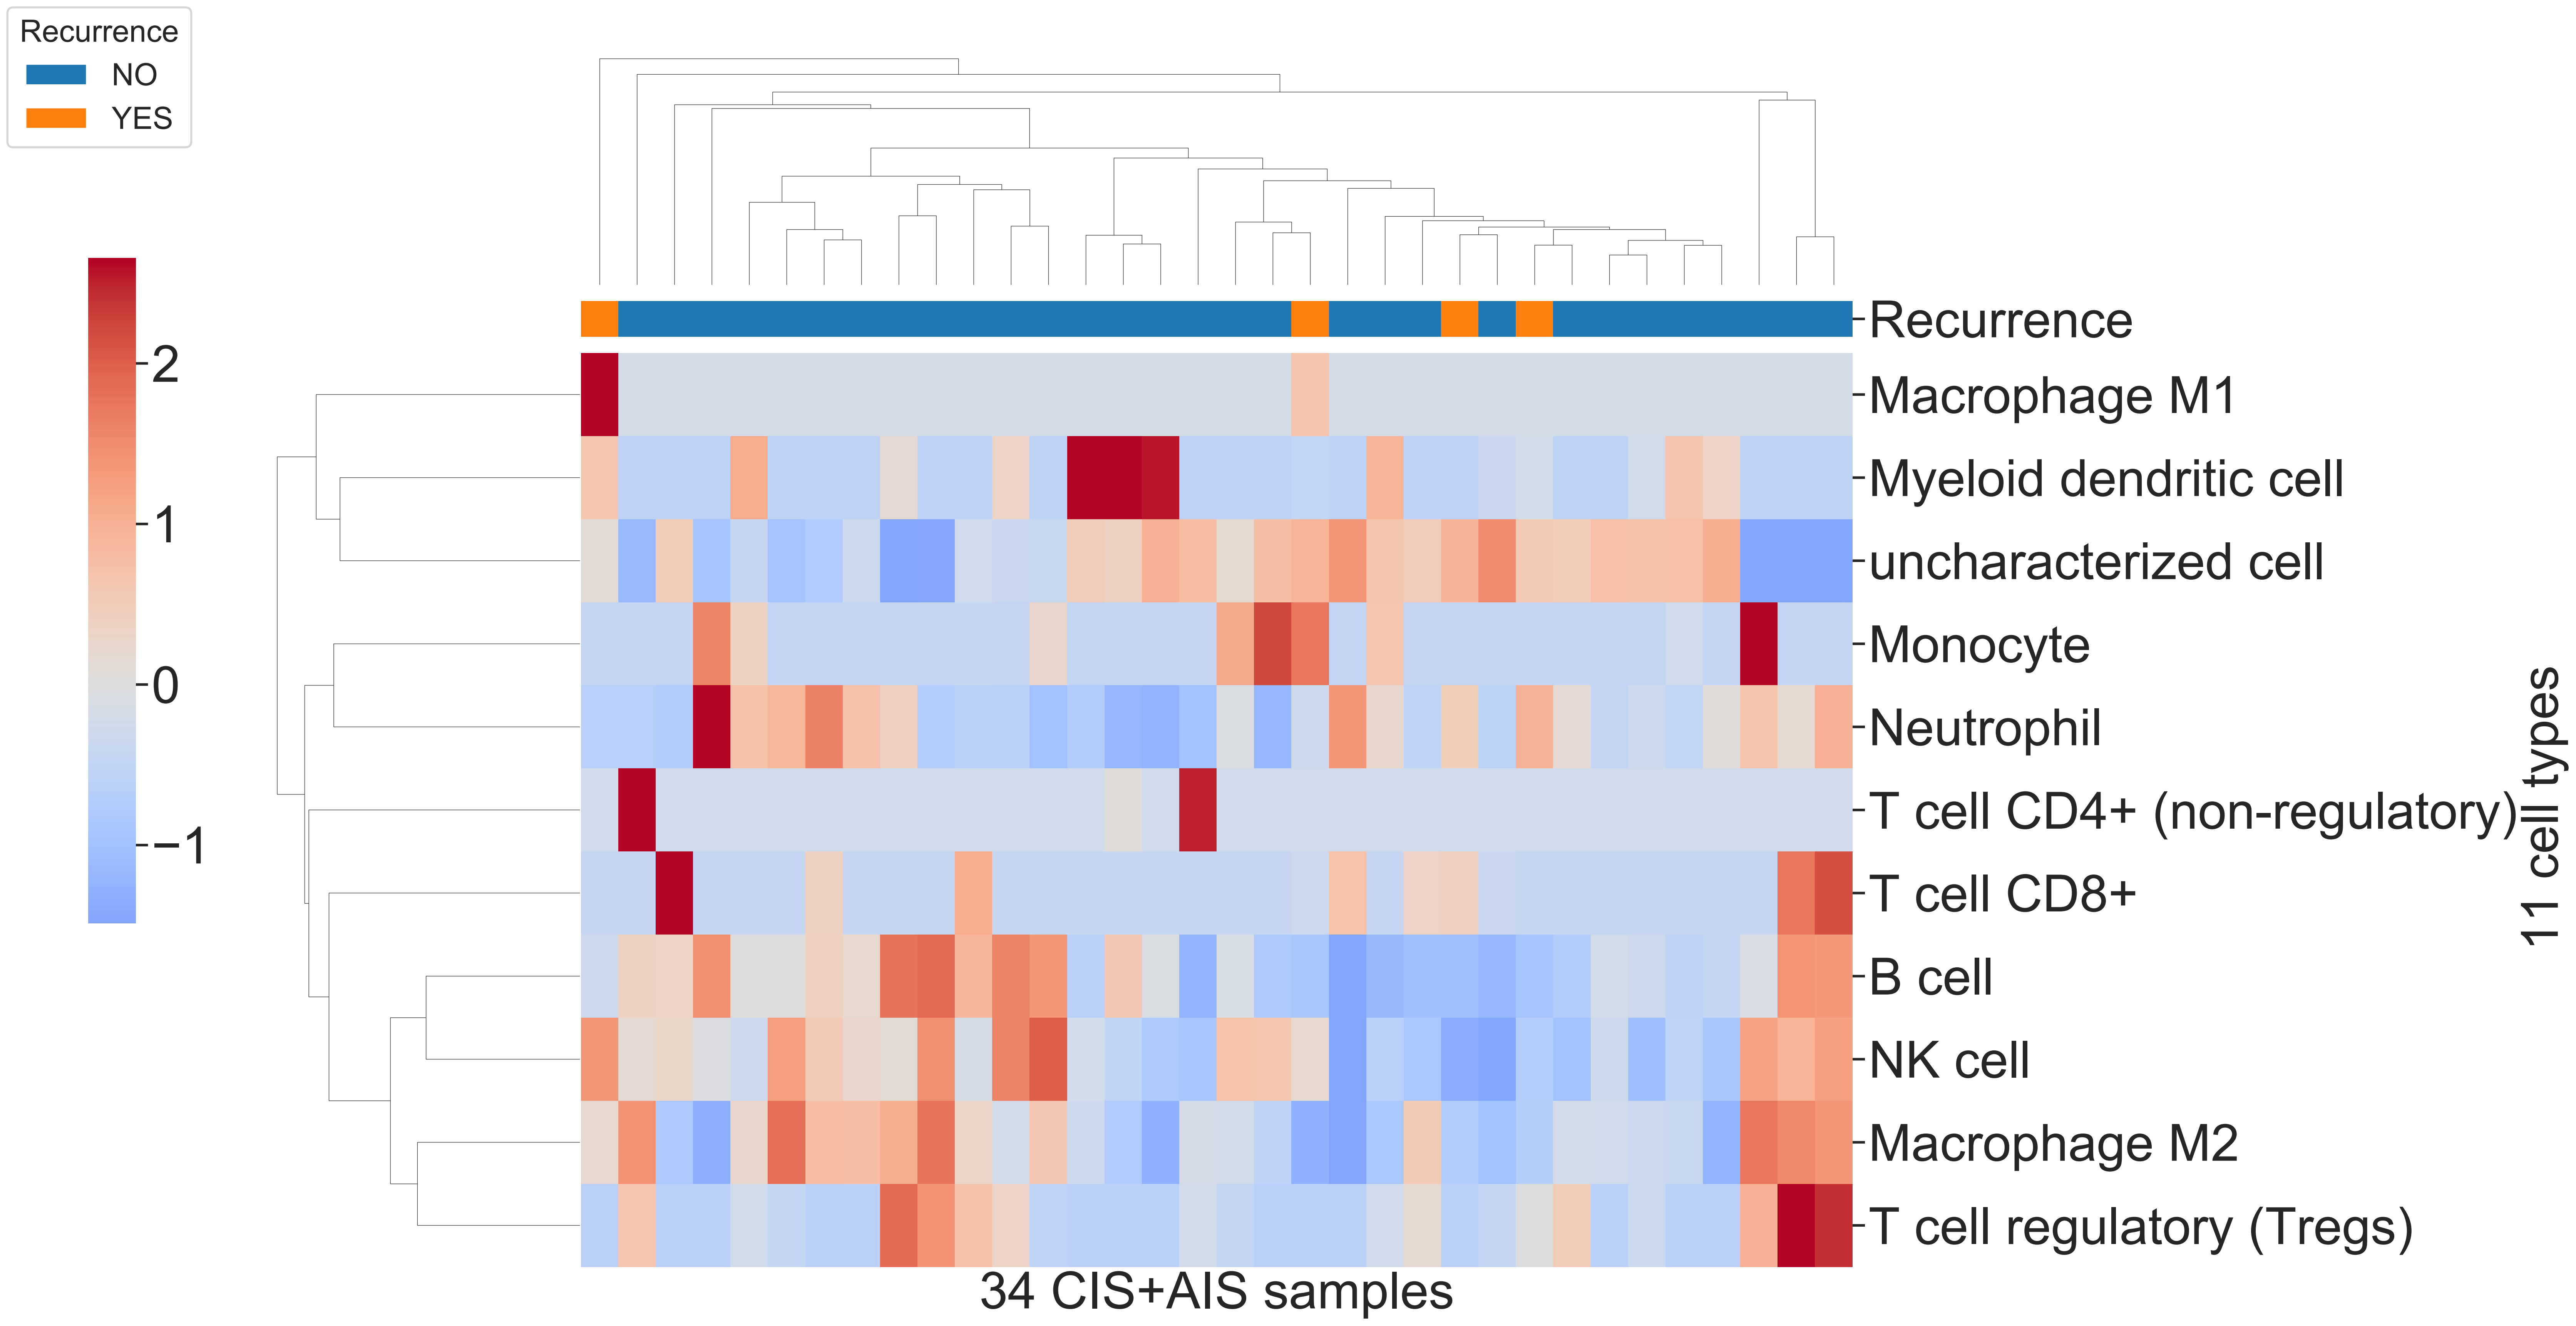 Recurrence
NO
YES
2
1
0
−1
Recurrence
Macrophage M1
Myeloid dendritic cell
uncharacterized cell
Monocyte
Neutrophil
T cell CD4+ (non-regulatory)
T cell CD8+
B cell
NK cell
Macrophage M2
T cell regulatory (Tregs)
11 cell types
34 CIS+AIS samples